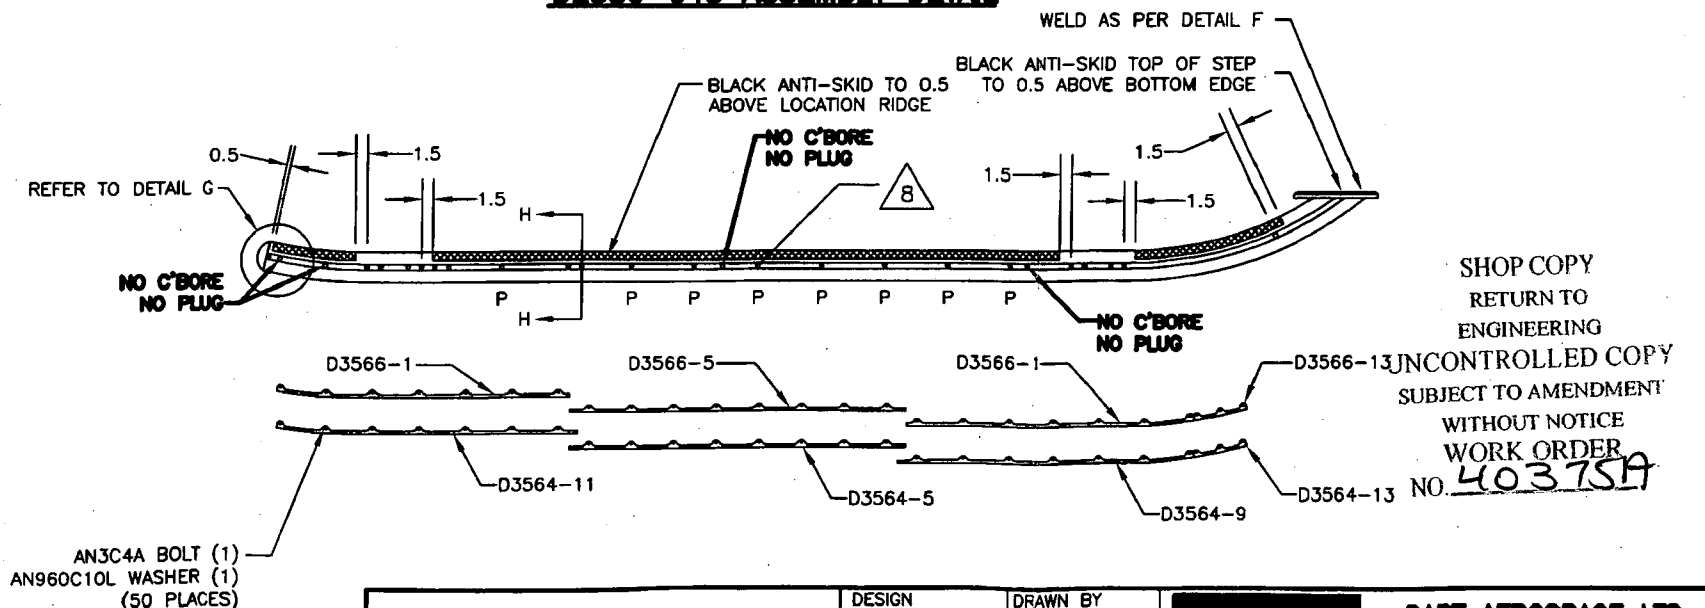 WELD AS PER DETAIL F
BLACK ANTI-SKID TOP OF STEP
TO 0.5 ABOVE BOTTOM EDGE
BLACK ANTI-SKID TO 0.5
ABOVE LOCATION RIDGE
NO C'BORE
NO PLUG
8
0.5
1.5
1.5
1.5
1.5
1.5
REFER TO DETAIL G
H
H
NO C'BORE
NO PLUG
P P P P P P P P
NO C'BORE
NO PLUG
SHOP COPY
RETURN TO
ENGINEERING
UNCONTROLLED COPY
SUBJECT TO AMENDMENT
WITHOUT NOTICE
WORK ORDER
NO. 40375A
D3566-1
D3566-5
D3566-1
D3566-13
D3564-11
D3564-5
D3564-9
D3564-13
AN3C4A BOLT (1)
AN960C10L WASHER (1)
(50 PLACES)
DESIGN
DRAWN BY